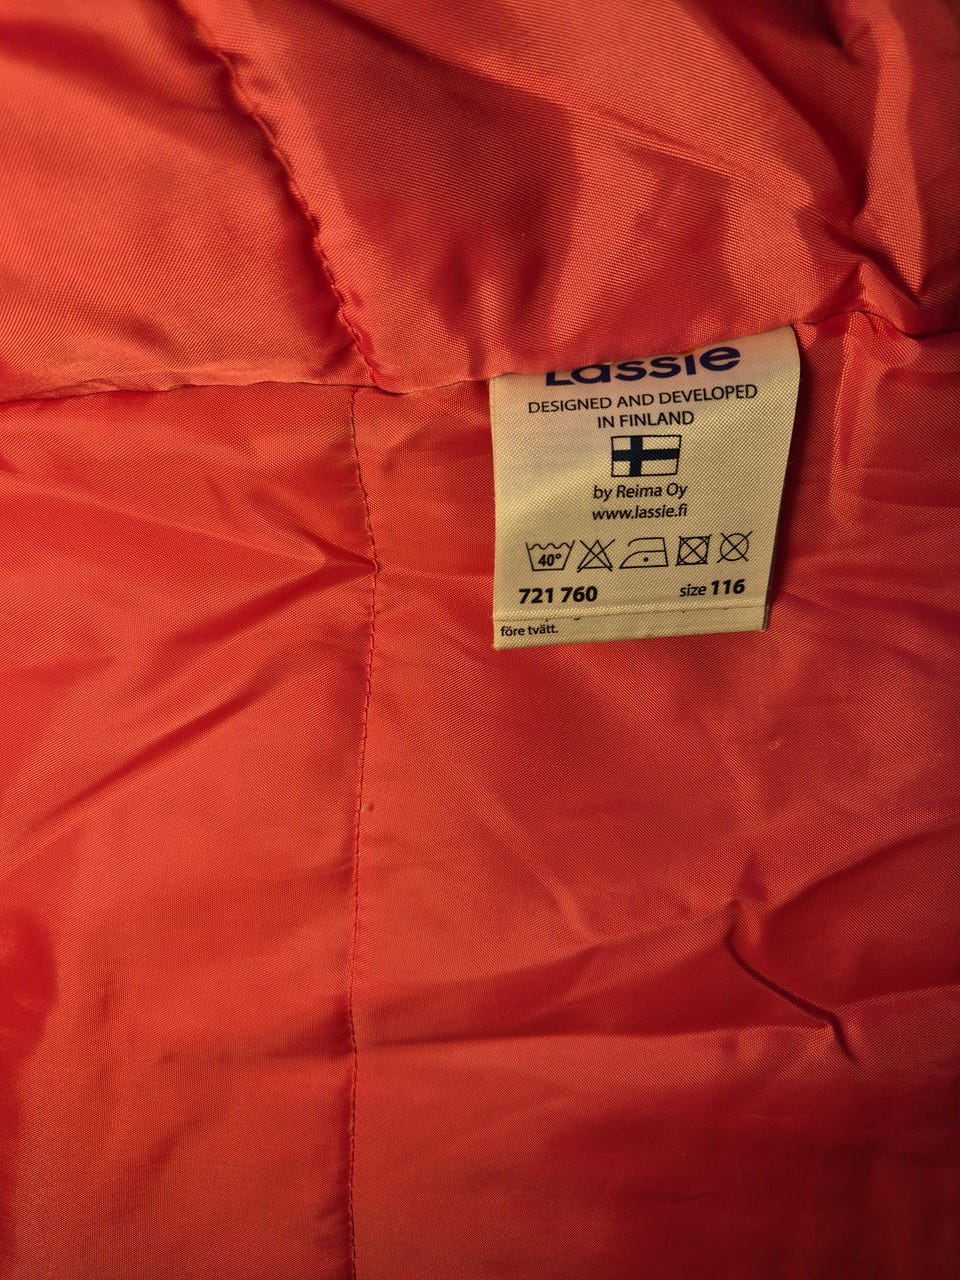 Lassie
DESIGNED AND DEVELOPED
IN FINLAND
by Reima Oy
www.lassie.fi
40°
721 760 size 116
före tvätt.